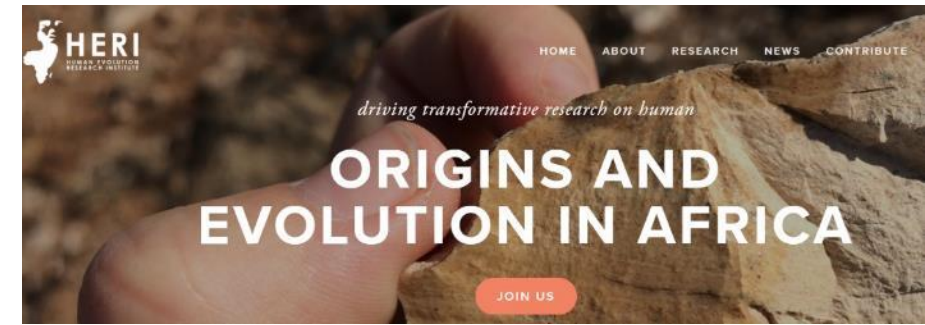 HERI
HUMAN EVOLUTION
RESEARCH INSTITUTE
HOME ABOUT RESEARCH NEWS CONTRIBUTE
driving transformative research on human
ORIGINS AND
EVOLUTION IN AFRICA
JOIN US